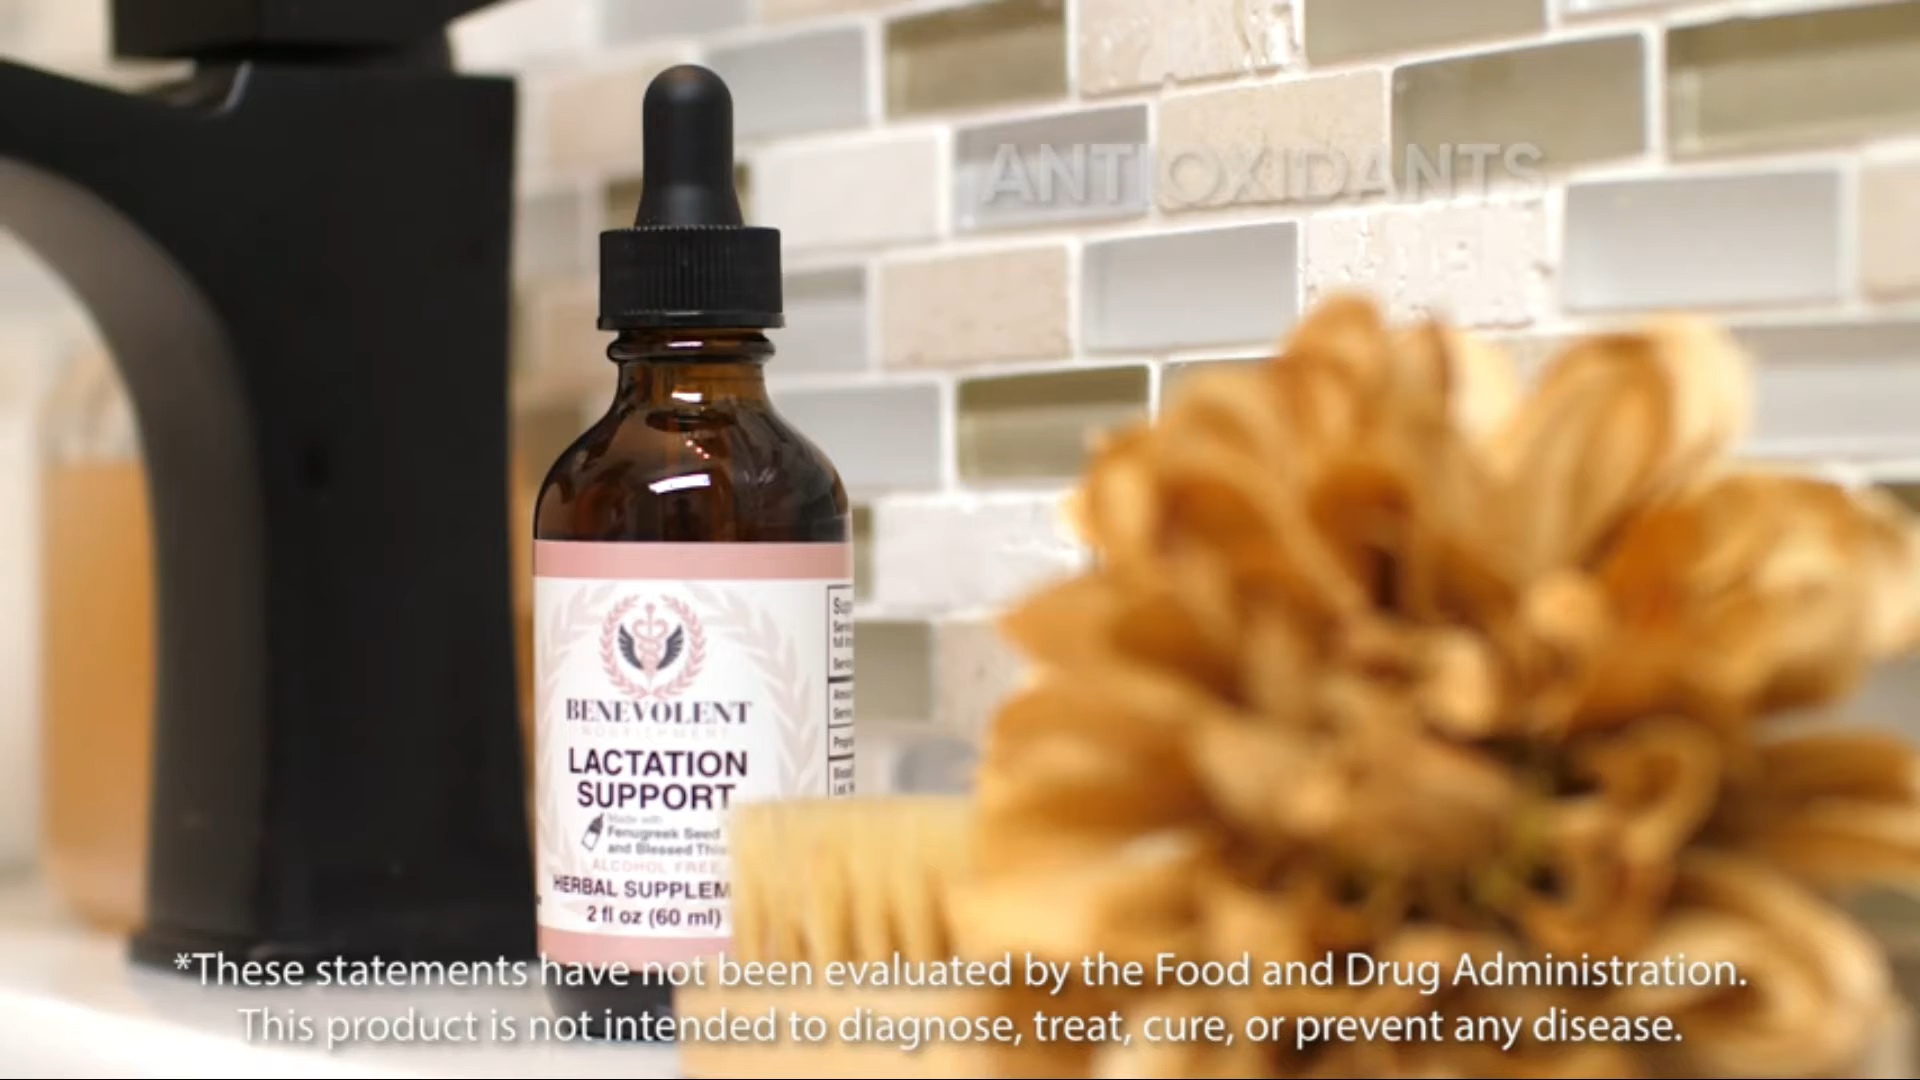 ANTIOXIDANTS
BENEVOLENT
NOURISHMENT
LACTATION
SUPPORT
Made with
Fenugreek Seed
and Blessed
ALCOHOL FREE
HERBAL
2 fl oz (60 ml)
*These statements have not been evaluated by the Food and Drug Administration.
This product is not intended to diagnose, treat, cure, or prevent any disease.